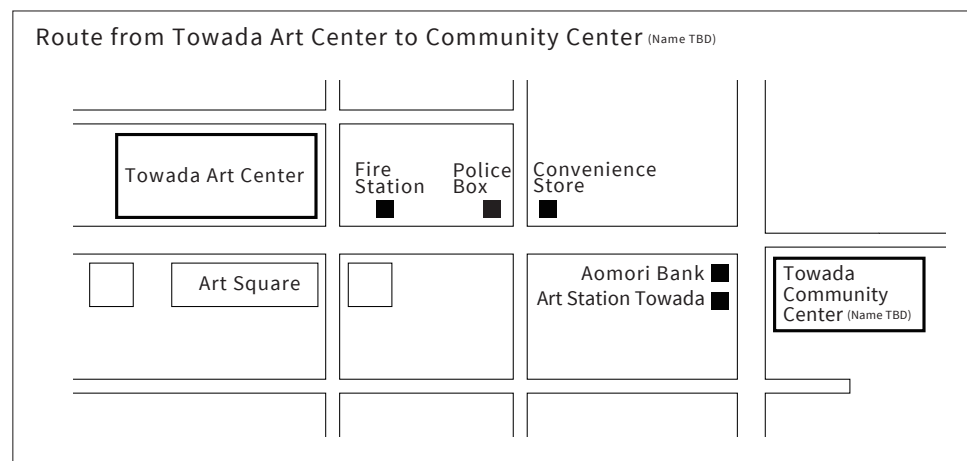 Route from Towada Art Center to Community Center (Name TBD)
Towada Art Center
Fire
Station
Police
Box
Convenience
Store
Art Square
Aomori Bank
Art Station Towada
Towada
Community
Center (Name TBD)